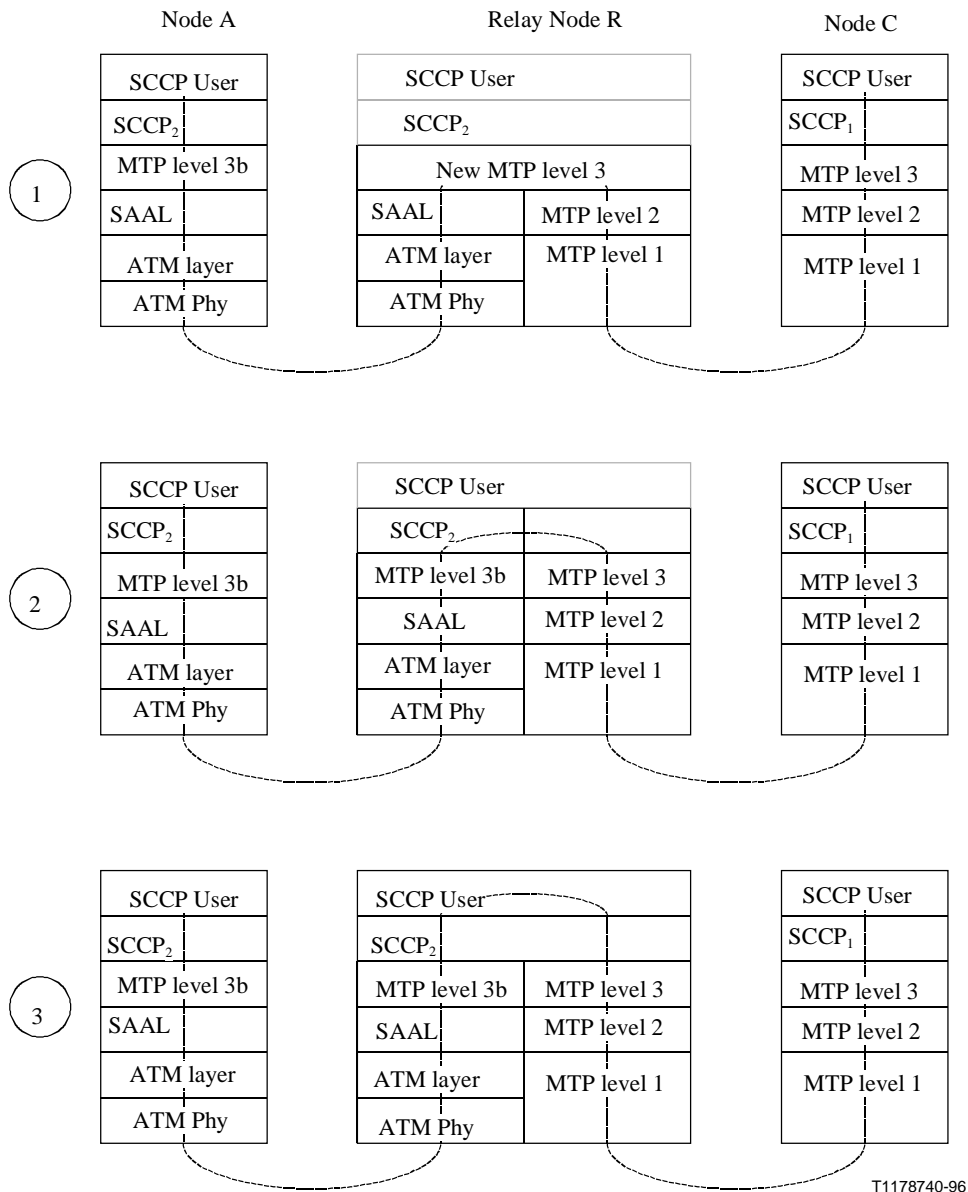 Node A
Relay Node R
Node C
1
SCCP User
SCCP₂
MTP level 3b
SAAL
ATM layer
ATM Phy
SCCP User
SCCP₂
New MTP level 3
SAAL
MTP level 2
ATM layer
MTP level 1
ATM Phy
SCCP User
SCCP₁
MTP level 3
MTP level 2
MTP level 1
2
SCCP User
SCCP₂
MTP level 3b
SAAL
ATM layer
ATM Phy
SCCP User
SCCP₂
MTP level 3b
MTP level 3
SAAL
MTP level 2
ATM layer
MTP level 1
ATM Phy
SCCP User
SCCP₁
MTP level 3
MTP level 2
MTP level 1
3
SCCP User
SCCP₂
MTP level 3b
SAAL
ATM layer
ATM Phy
SCCP User
SCCP₂
MTP level 3b
MTP level 3
SAAL
MTP level 2
ATM layer
MTP level 1
ATM Phy
SCCP User
SCCP₁
MTP level 3
MTP level 2
MTP level 1
T1178740-96